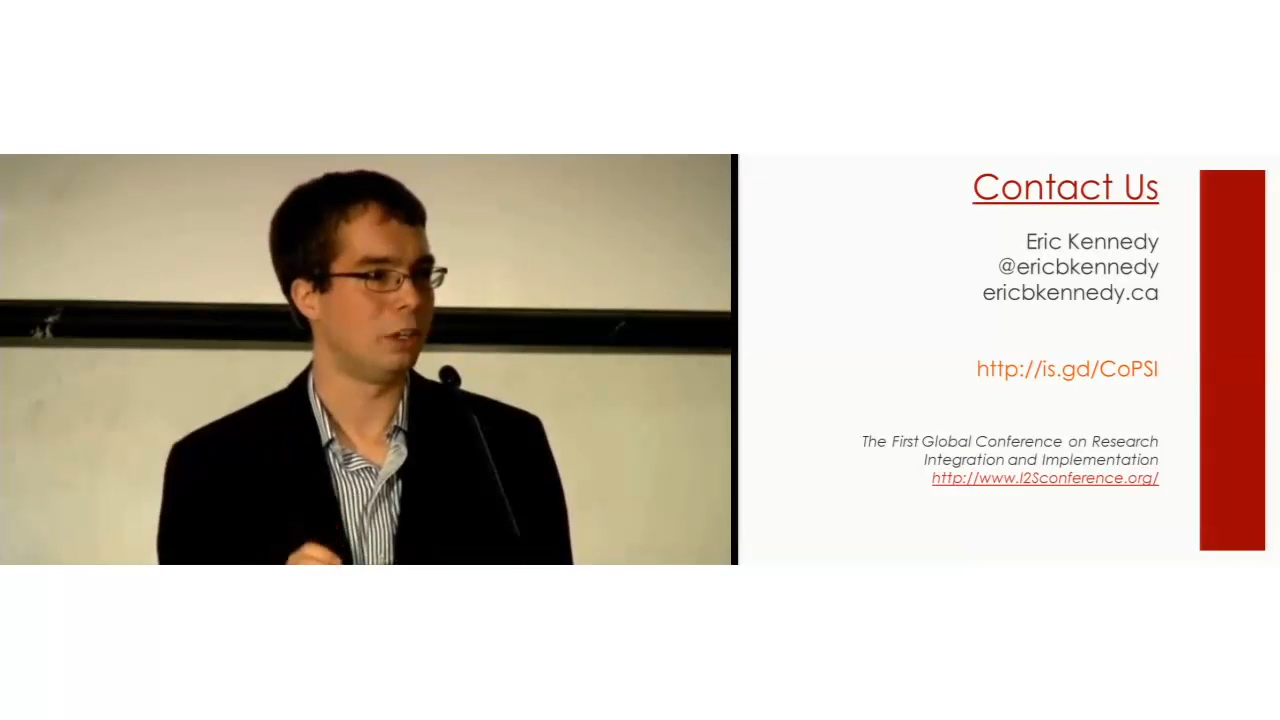 Contact Us
Eric Kennedy
@ericbkennedy
ericbkennedy.ca
http://is.gd/CoPSI
The First Global Conference on Research
Integration and Implementation
http://www.I2Sconference.org/